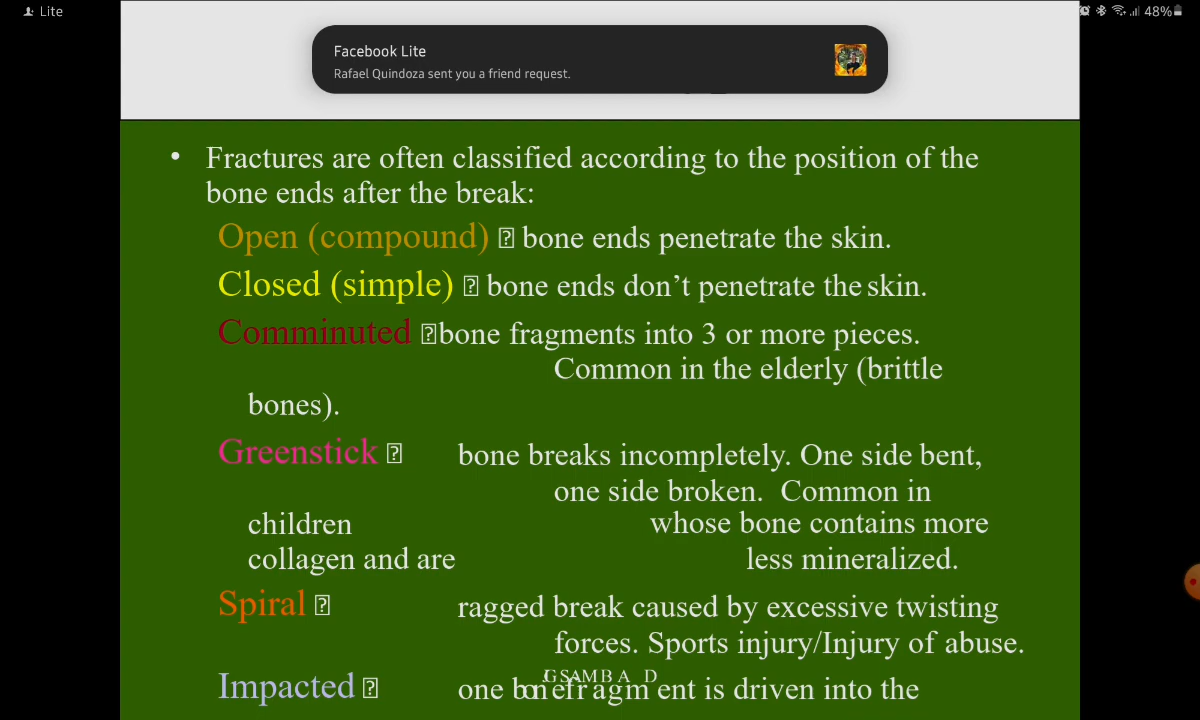 Lite
48%
Facebook Lite
Rafael Quindoza sent you a friend request.
• Fractures are often classified according to the position of the
bone ends after the break:
Open (compound) ⍰ bone ends penetrate the skin.
Closed (simple) ⍰ bone ends don’t penetrate the skin.
Comminuted ⍰bone fragments into 3 or more pieces.
Common in the elderly (brittle
bones).
Greenstick ⍰ bone breaks incompletely. One side bent,
one side broken. Common in
children whose bone contains more
collagen and are less mineralized.
Spiral ⍰ ragged break caused by excessive twisting
forces. Sports injury/Injury of abuse.
Impacted ⍰ one bone fragment is driven into the